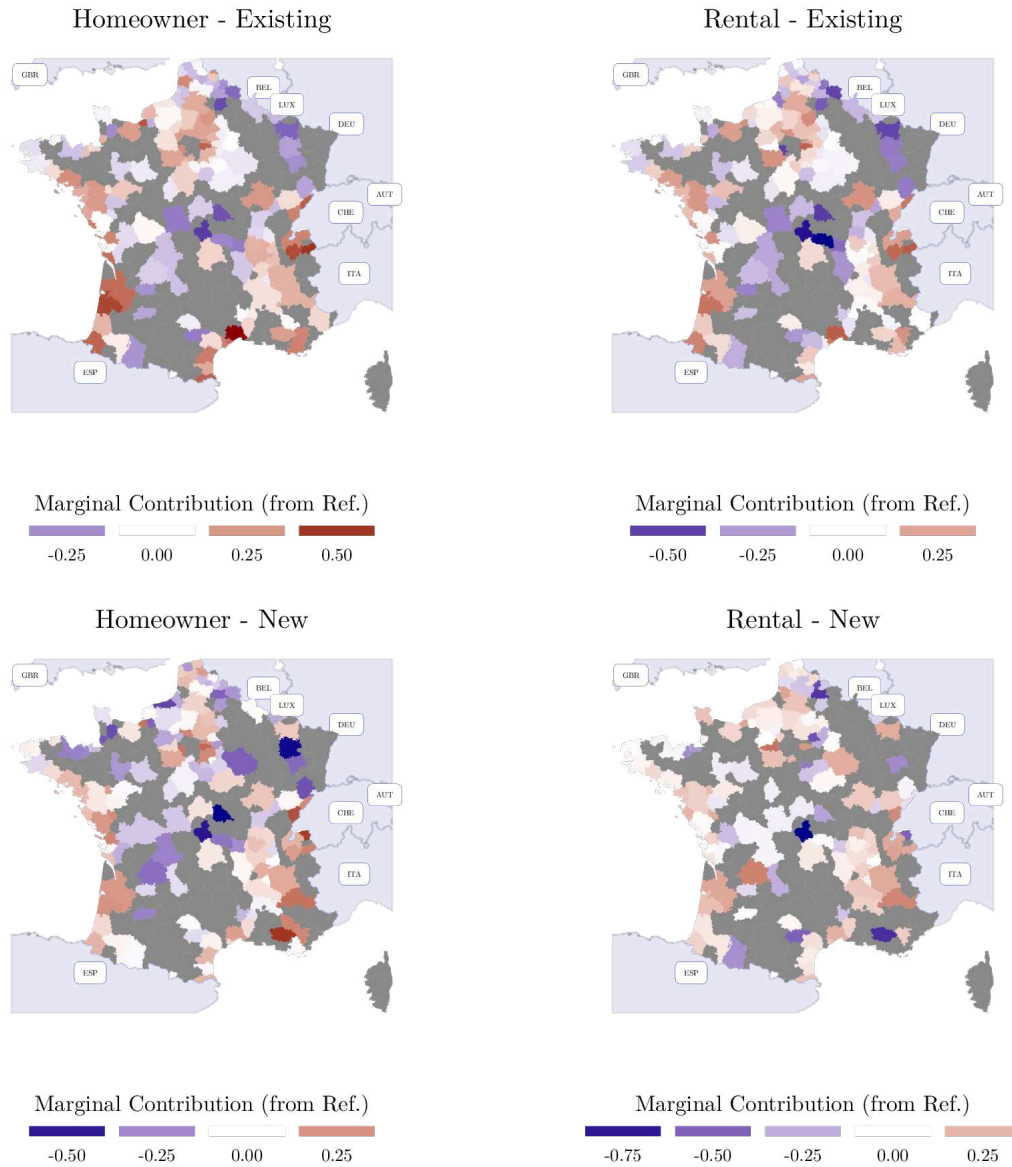 Homeowner - Existing
GBR
BEL
LUX
DEU
AUT
CHE
ITA
ESP
Marginal Contribution (from Ref.)
-0.25 0.00 0.25 0.50
Rental - Existing
GBR
BEL
LUX
DEU
AUT
CHE
ITA
ESP
Marginal Contribution (from Ref.)
-0.50 -0.25 0.00 0.25
Homeowner - New
GBR
BEL
LUX
DEU
AUT
CHE
ITA
ESP
Marginal Contribution (from Ref.)
-0.50 -0.25 0.00 0.25
Rental - New
GBR
BEL
LUX
DEU
AUT
CHE
ITA
ESP
Marginal Contribution (from Ref.)
-0.75 -0.50 -0.25 0.00 0.25